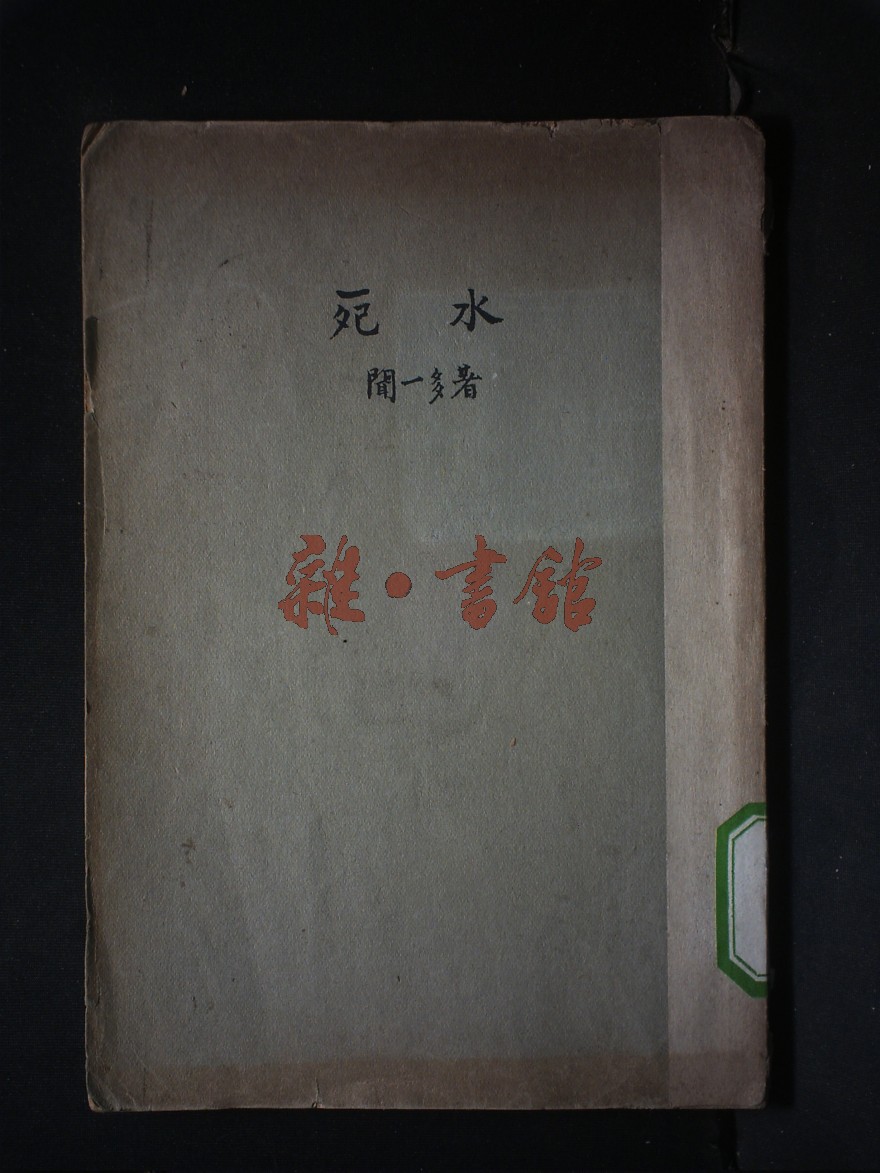 死 水
聞一多著
雜·書館